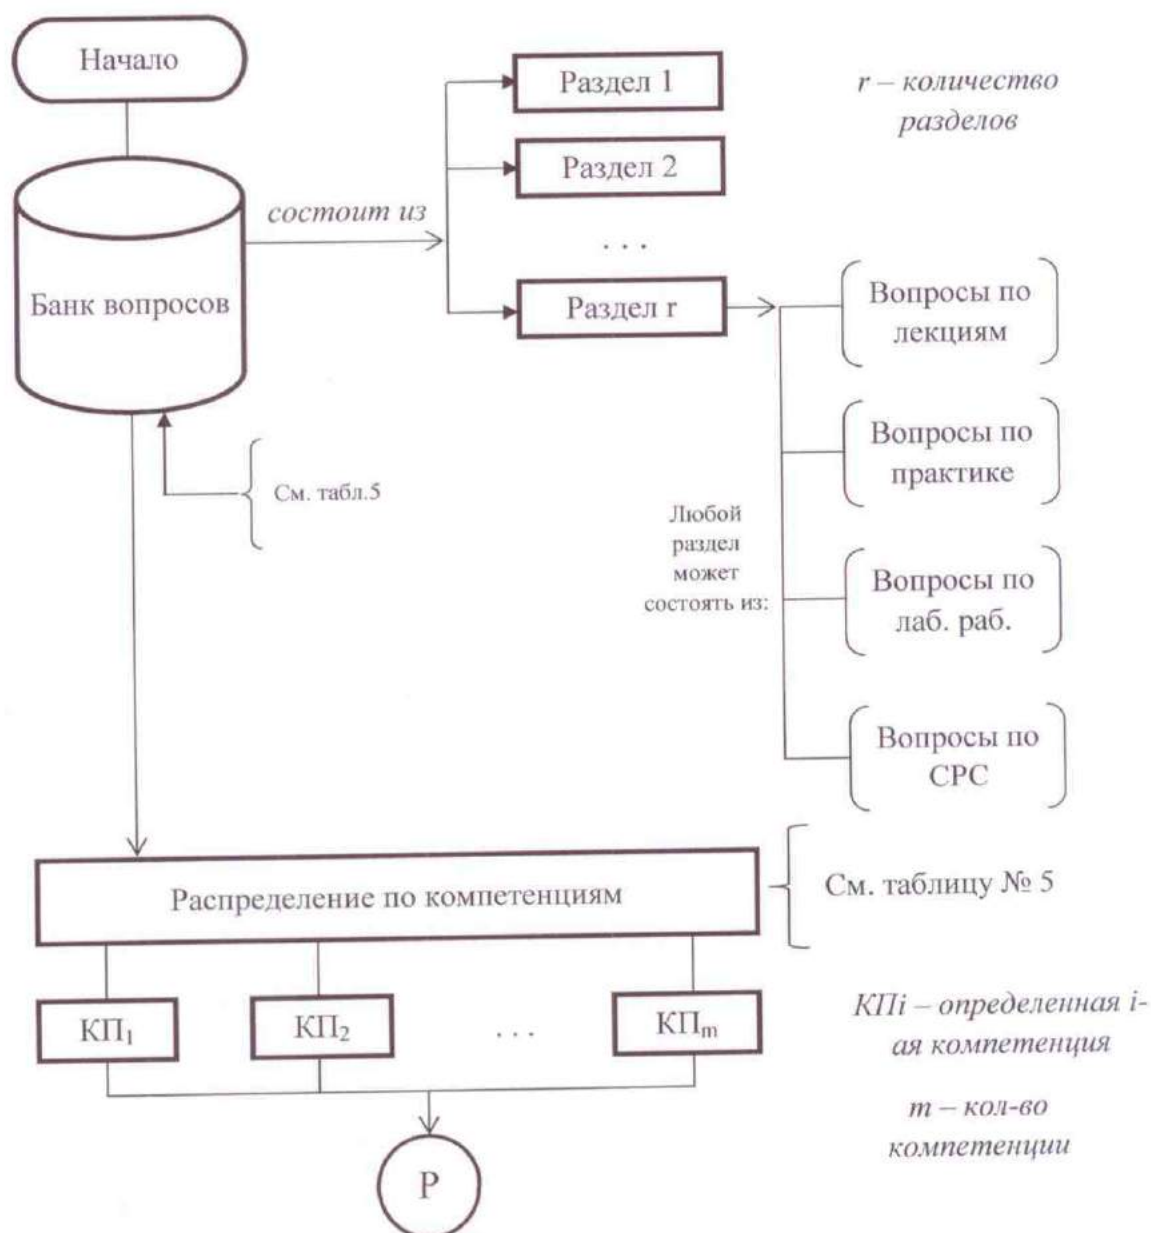 Начало
Раздел 1
r – количество
разделов
Раздел 2
состоит из
. . .
Банк вопросов
Раздел r
Вопросы по
лекциям
Вопросы по
практике
См. табл.5
Любой
раздел
может
состоять из:
Вопросы по
лаб. раб.
Вопросы по
СРС
Распределение по компетенциям
См. таблицу № 5
КП1
КП2
. . .
КПm
КПi – определенная i-
ая компетенция
m – кол-во
компетенции
Р